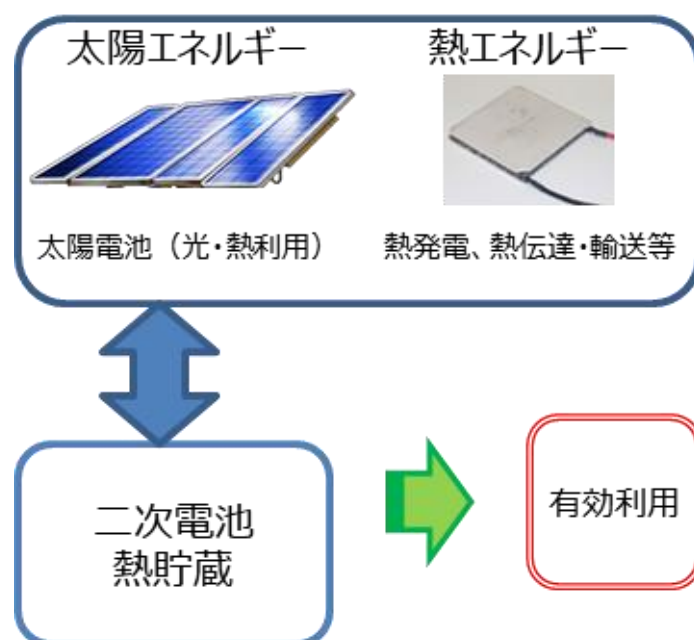 太陽エネルギー
熱エネルギー
太陽電池（光・熱利用）
熱発電、熱伝達・輸送等
二次電池
熱貯蔵
有効利用